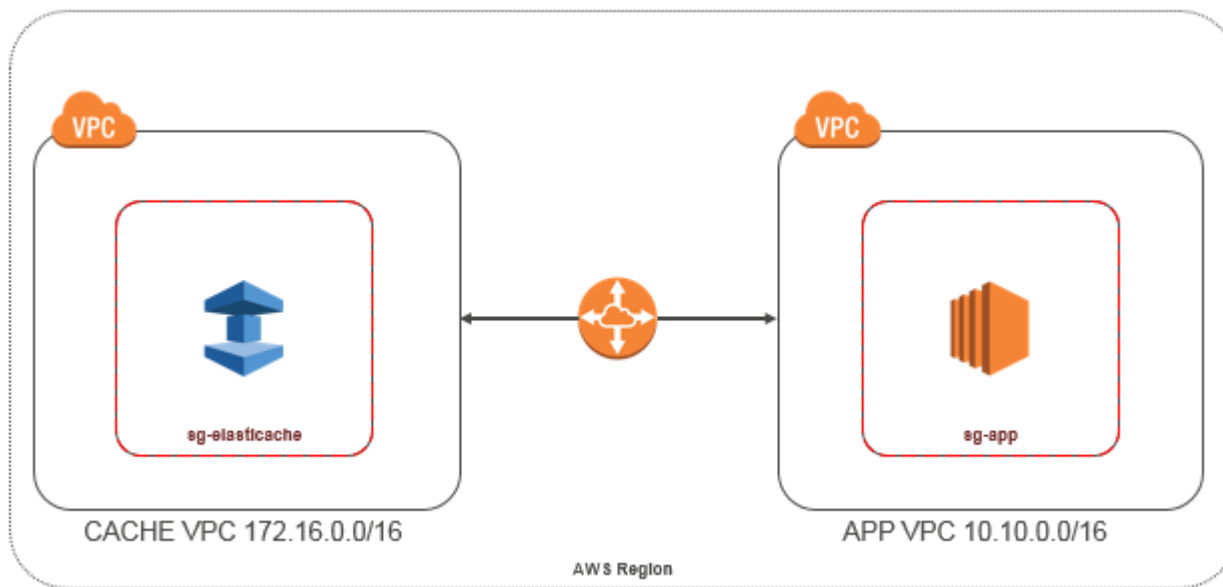 VPC
VPC
sg-elasticache
sg-app
CACHE VPC 172.16.0.0/16
APP VPC 10.10.0.0/16
AWS Region